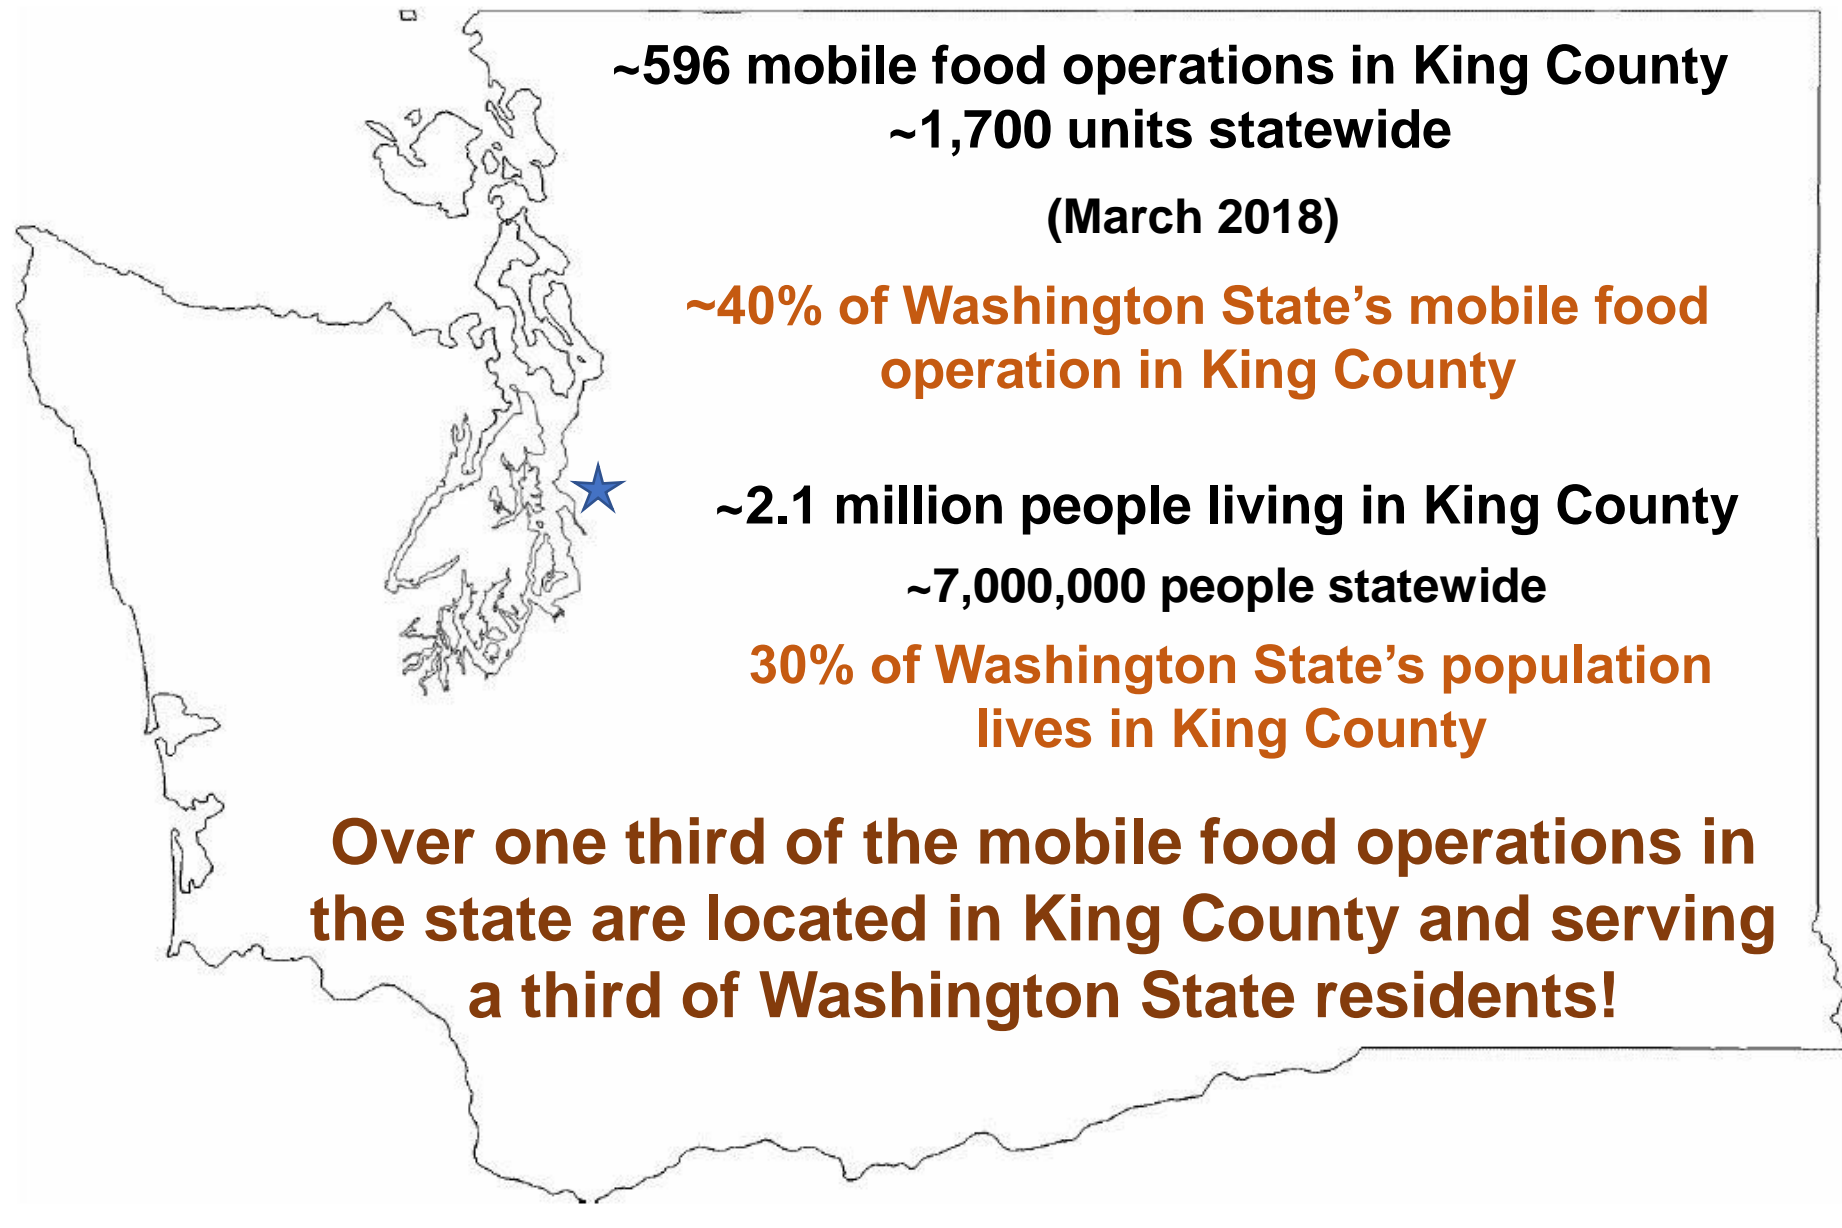 ~596 mobile food operations in King County
~1,700 units statewide
(March 2018)
~40% of Washington State’s mobile food
operation in King County
~2.1 million people living in King County
~7,000,000 people statewide
30% of Washington State’s population
lives in King County
Over one third of the mobile food operations in
the state are located in King County and serving
a third of Washington State residents!